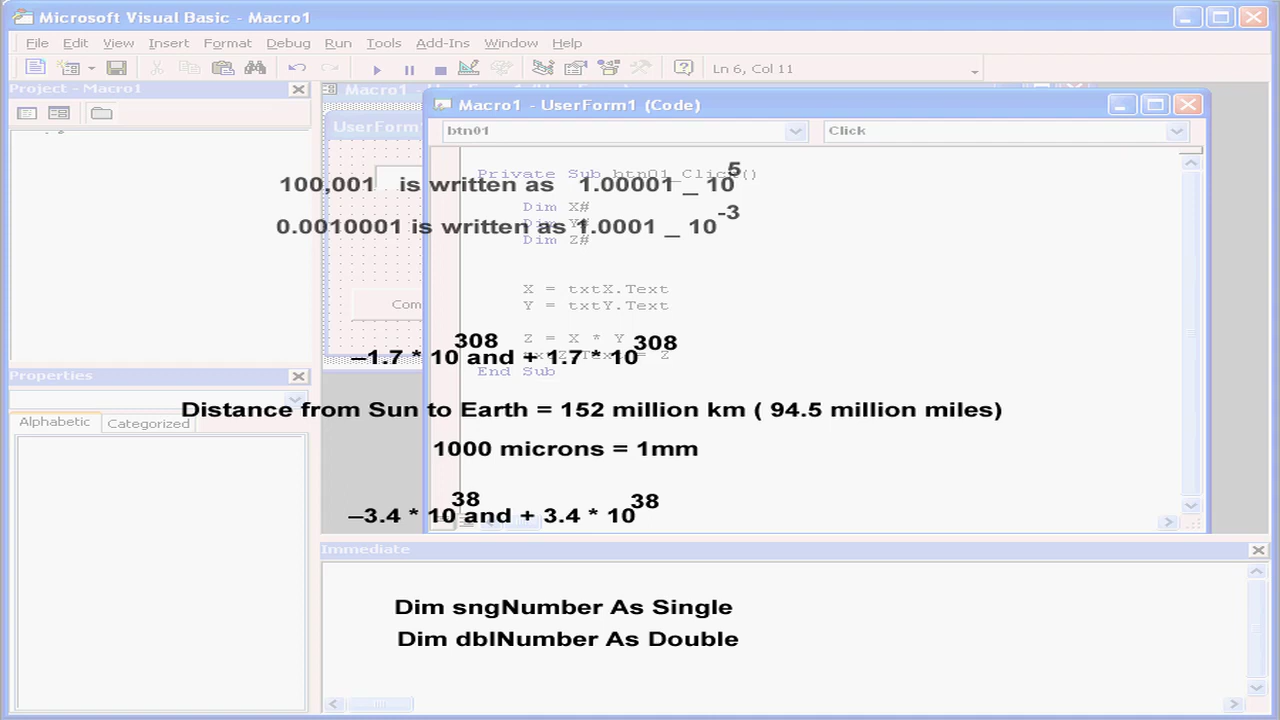 Microsoft Visual Basic - Macro1
File Edit View Insert Format Debug Run Tools Add-Ins Window Help
Ln 6, Col 11
Project - Macro1
Macro1 - UserForm1 (Code)
UserForm
btn01 Click
Private Sub btn01_Click()
100,001 is written as 1.00001 _ 10 5
Dim X#
Dim Y#
0.0010001 is written as 1.0001 _ 10 -3
Dim Z#
X = txtX.Text
Y = txtY.Text
Com
Z = X * Y
–1.7 * 10 308 and + 1.7 * 10 308
txtZ.Text = Z
End Sub
Properties
Distance from Sun to Earth = 152 million km ( 94.5 million miles)
Alphabetic Categorized
1000 microns = 1mm
–3.4 * 10 38 and + 3.4 * 10 38
Immediate
Dim sngNumber As Single
Dim dblNumber As Double